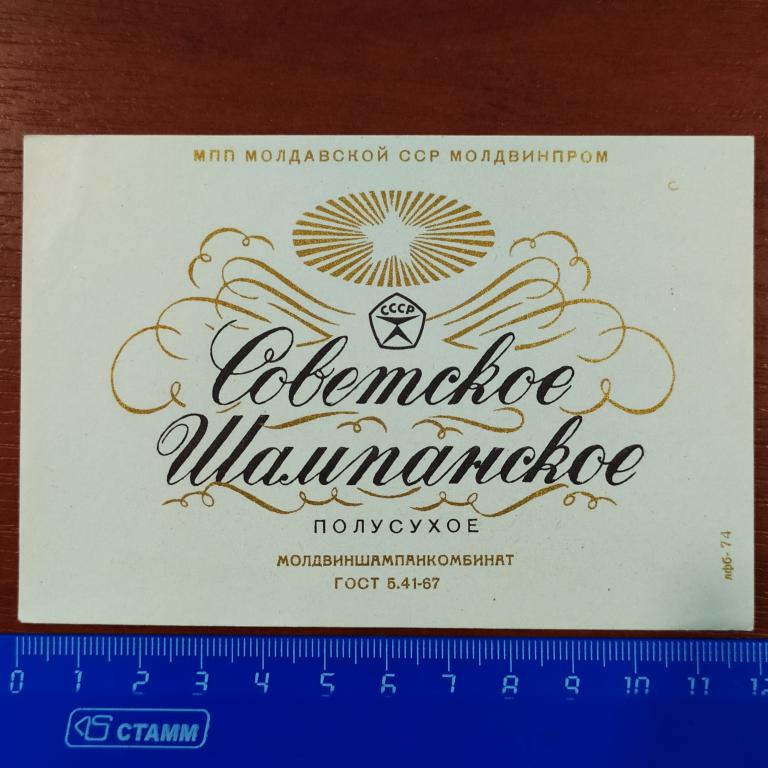 МПП МОЛДАВСКОЙ ССР МОЛДВИНПРОМ
с
СССР
Советское
Шампанское
ПОЛУСУХОЕ
МОЛДВИНШАМПАНКОМБИНАТ
ГОСТ 5.41-67
лфб-74
0 1 2 3 4 5 6 7 8 9 10 11 12
СТАММ